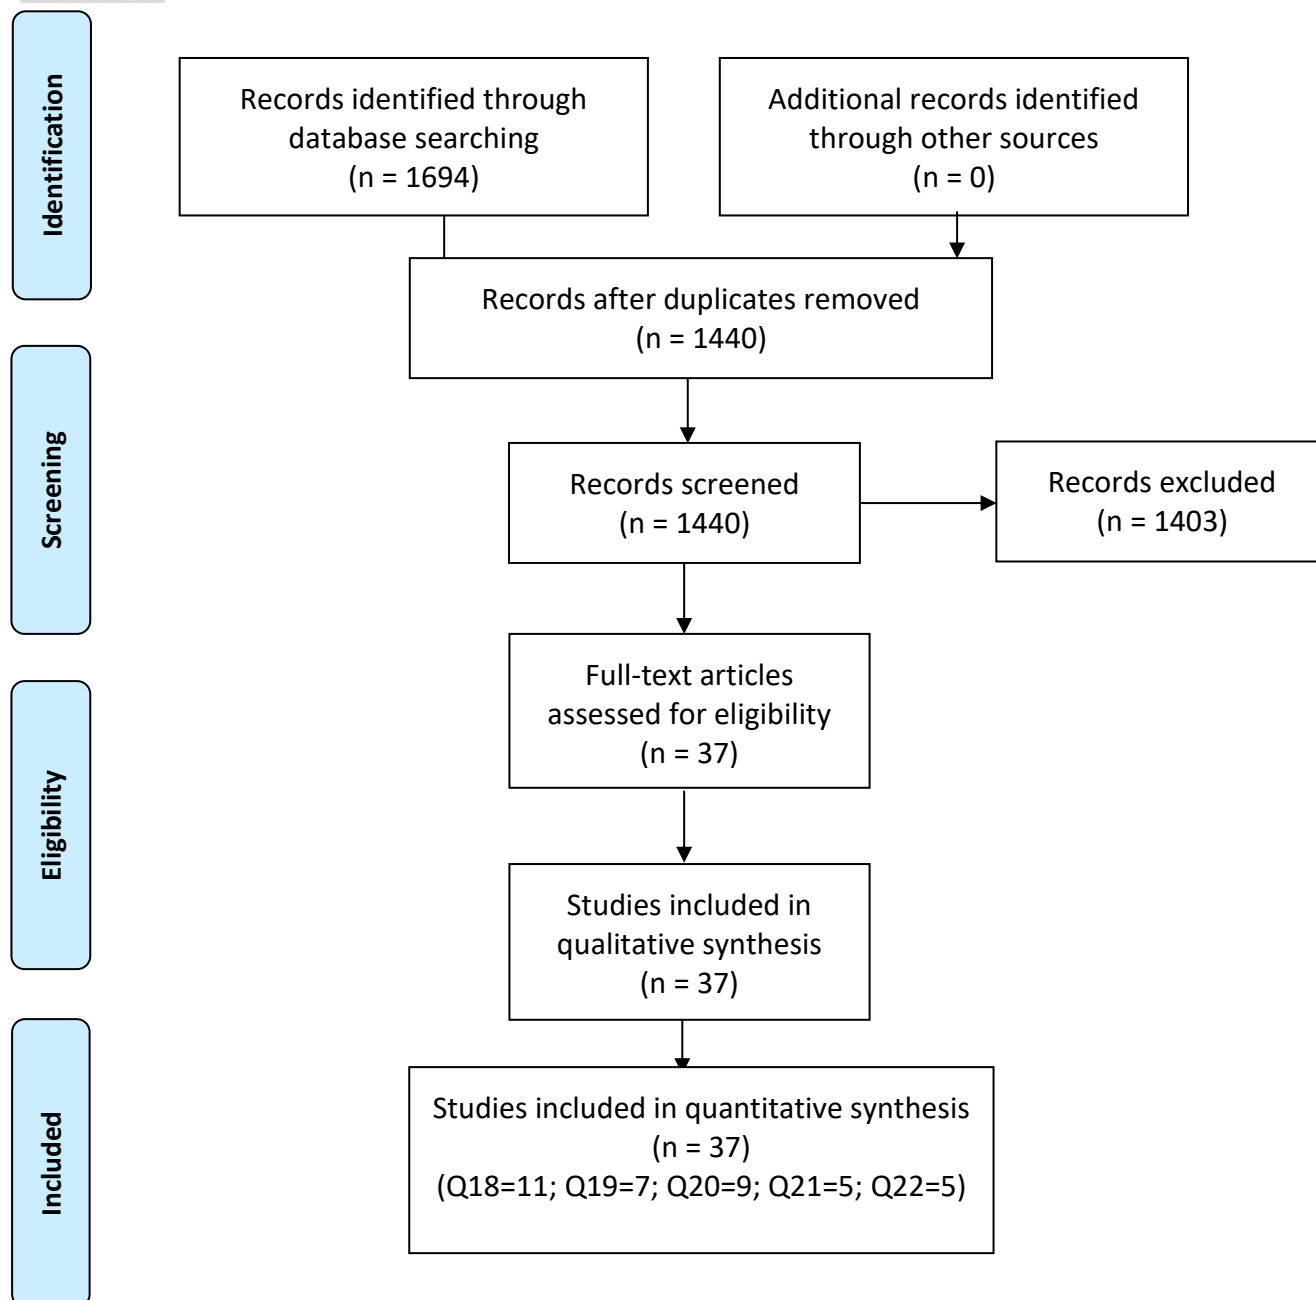 Identification
Records identified through
database searching
(n = 1694)
Additional records identified
through other sources
(n = 0)
Records after duplicates removed
(n = 1440)
Screening
Records screened
(n = 1440)
Records excluded
(n = 1403)
Eligibility
Full-text articles
assessed for eligibility
(n = 37)
Studies included in
qualitative synthesis
(n = 37)
Included
Studies included in quantitative synthesis
(n = 37)
(Q18=11; Q19=7; Q20=9; Q21=5; Q22=5)